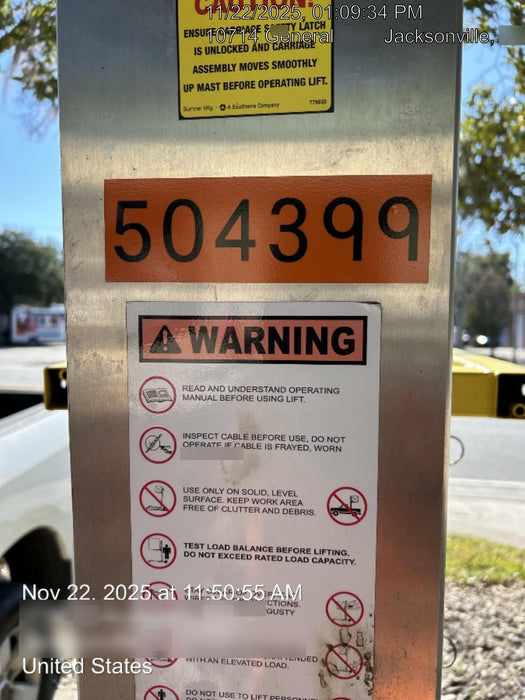 CAUTION!
11/22/2025, 01:09:34 PM
ENSURE CARRIAGE SAFETY LATCH
10714 General Jacksonville,
IS UNLOCKED AND CARRIAGE
ASSEMBLY MOVES SMOOTHLY
UP MAST BEFORE OPERATING LIFT.
Sumner Mfg. - A Southwire Company 778920
504399
WARNING
READ AND UNDERSTAND OPERATING
MANUAL BEFORE USING LIFT.
INSPECT CABLE BEFORE USE, DO NOT
OPERATE IF CABLE IS FRAYED, WORN
USE ONLY ON SOLID, LEVEL
SURFACE. KEEP WORK AREA
FREE OF CLUTTER AND DEBRIS.
TEST LOAD BALANCE BEFORE LIFTING.
DO NOT EXCEED RATED LOAD CAPACITY.
Nov 22, 2025 at 11:50:55 AM
CTIONS.
GUSTY
United States
WITH AN ELEVATED LOAD.
DO NOT USE TO LIFT PERSONNEL